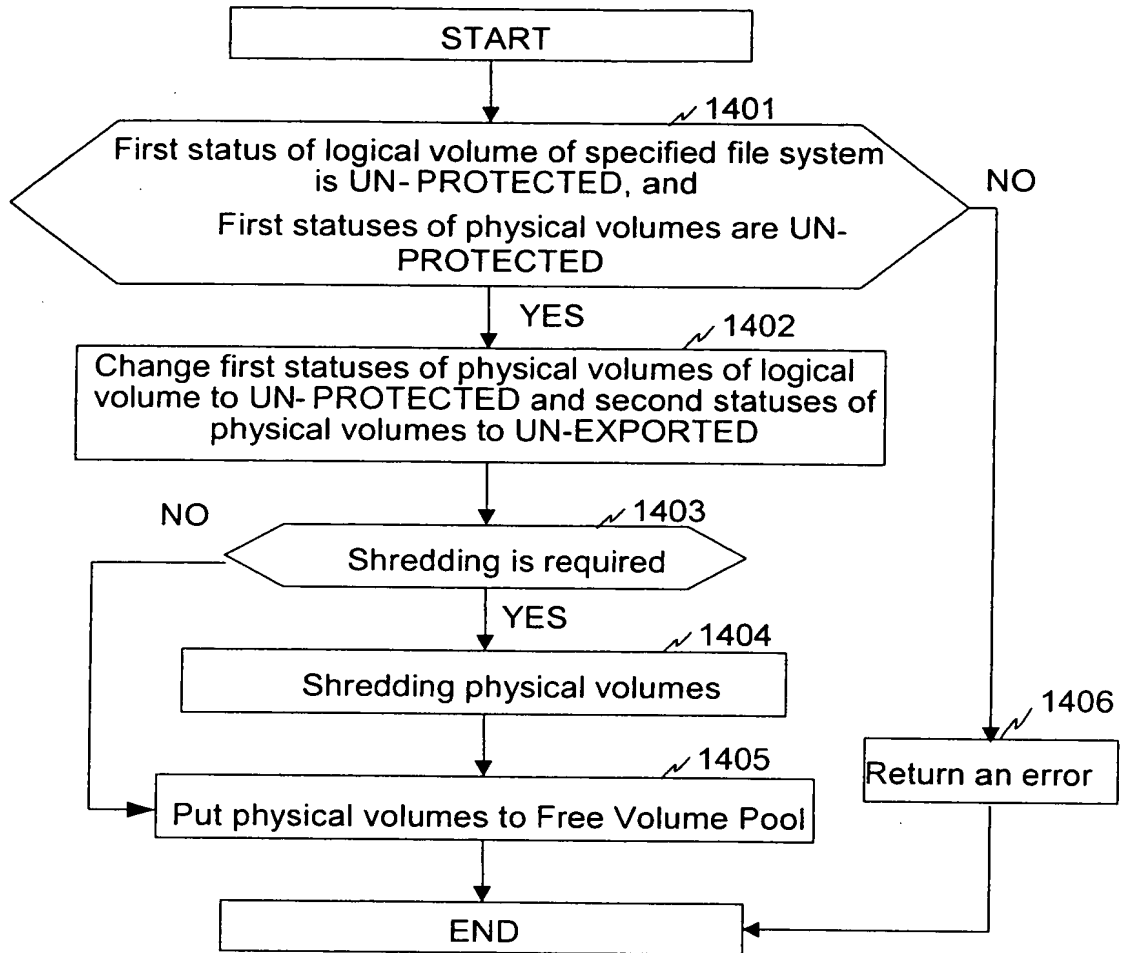 START
1401
First status of logical volume of specified file system
is UN-PROTECTED, and
First statuses of physical volumes are UN-
PROTECTED
NO
YES
1402
Change first statuses of physical volumes of logical
volume to UN-PROTECTED and second statuses of
physical volumes to UN-EXPORTED
NO
1403
Shredding is required
YES
1404
Shredding physical volumes
1406
Return an error
1405
Put physical volumes to Free Volume Pool
END